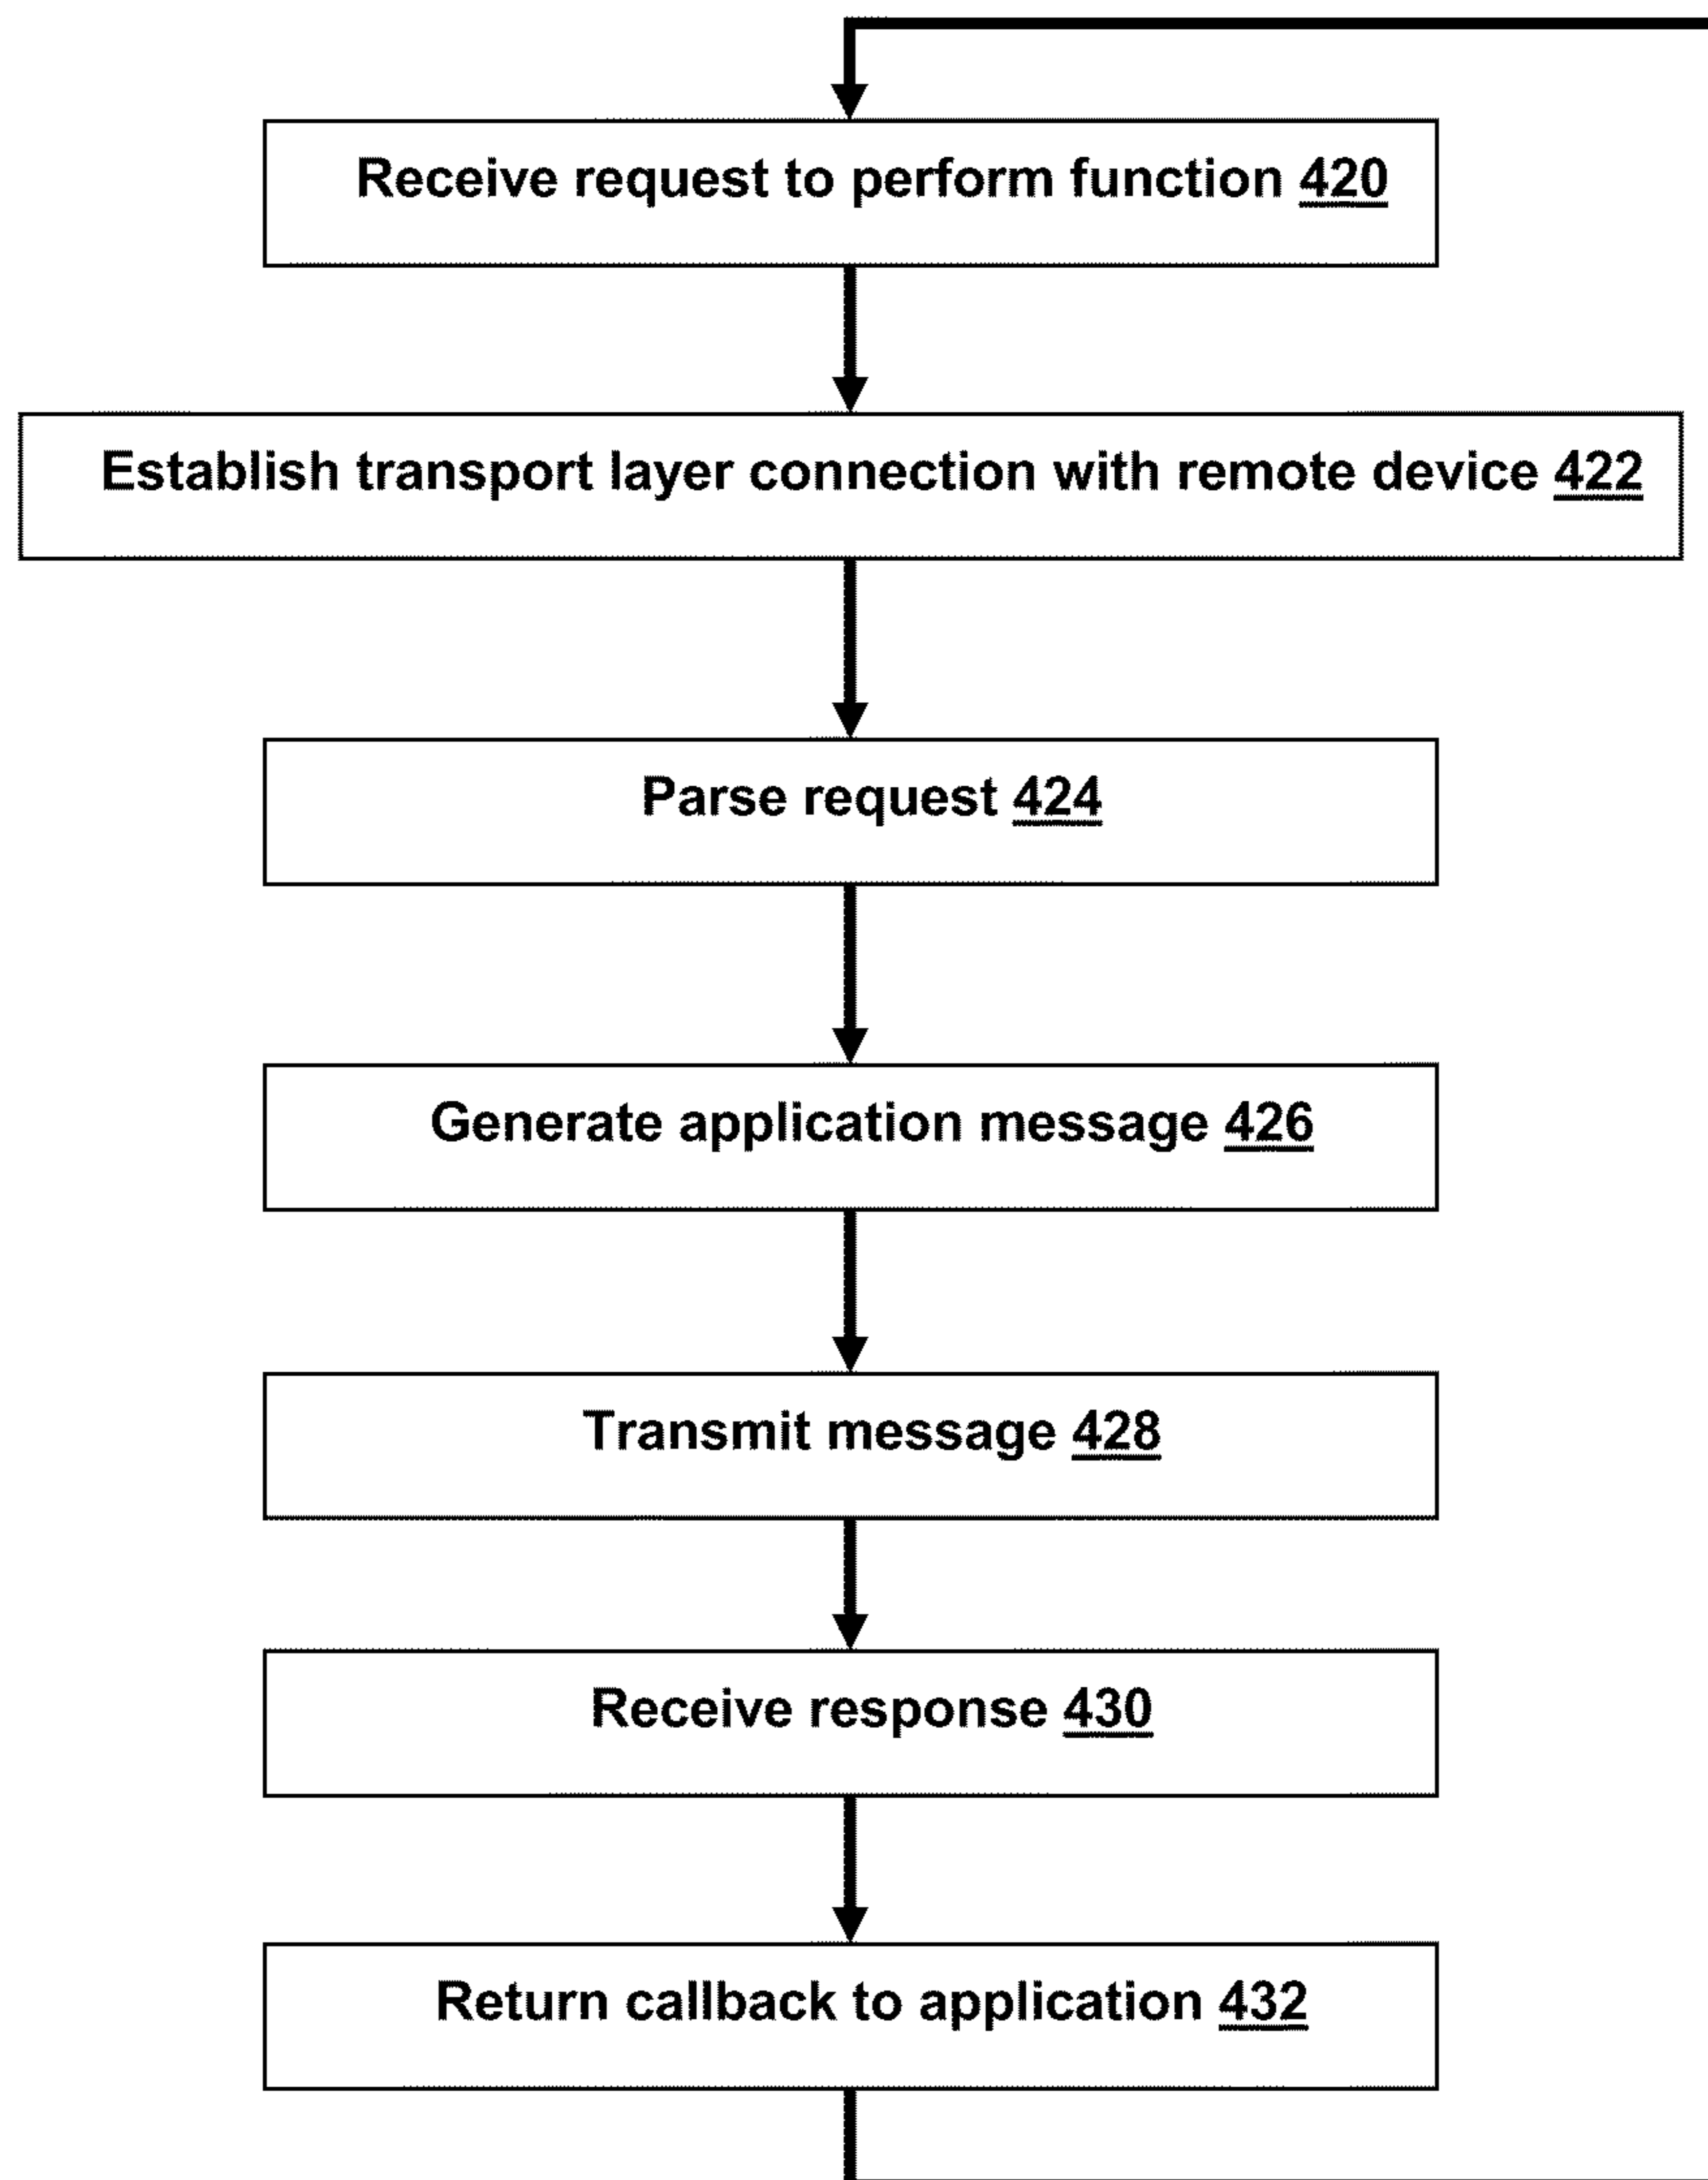 Receive request to perform function 420
Establish transport layer connection with remote device 422
Parse request 424
Generate application message 426
Transmit message 428
Receive response 430
Return callback to application 432